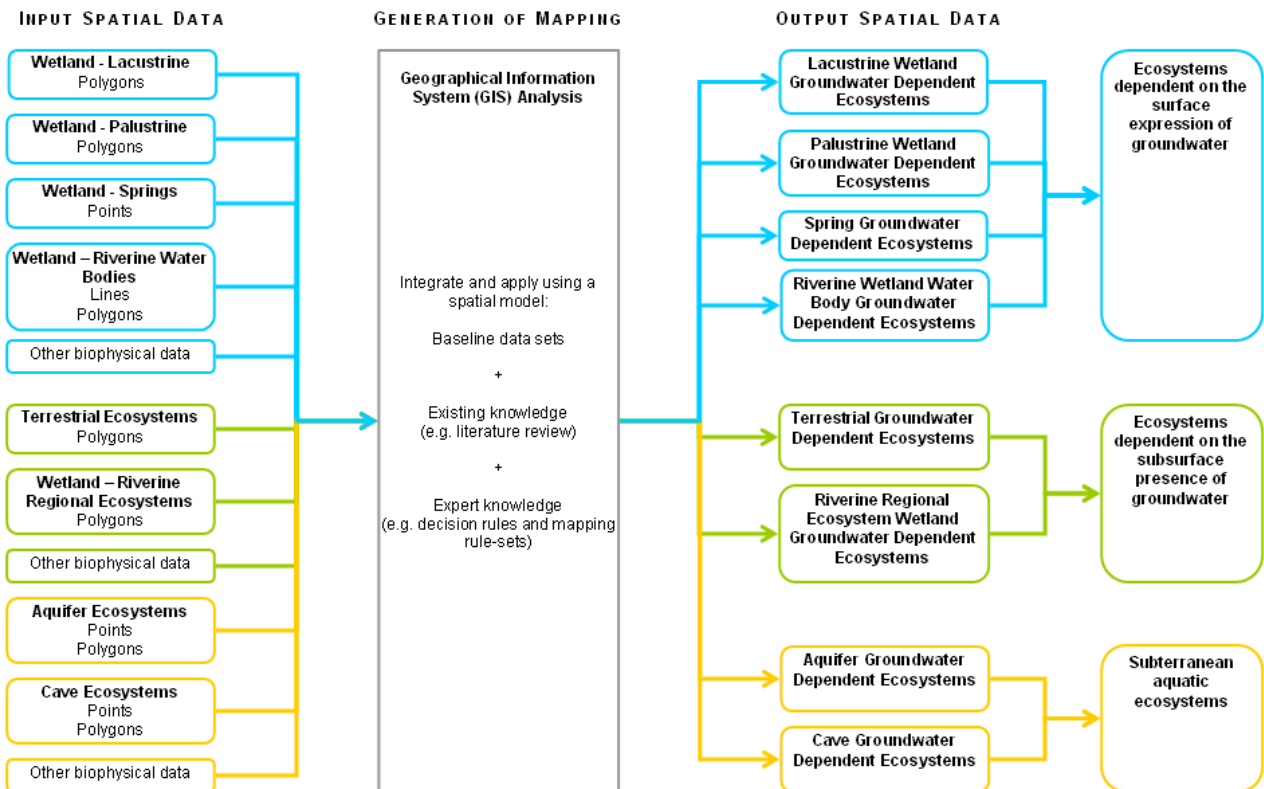 INPUT SPATIAL DATA
Wetland - Lacustrine
Polygons
Wetland - Palustrine
Polygons
Wetland - Springs
Points
Wetland – Riverine Water
Bodies
Lines
Polygons
Other biophysical data
Terrestrial Ecosystems
Polygons
Wetland – Riverine
Regional Ecosystems
Polygons
Other biophysical data
Aquifer Ecosystems
Points
Polygons
Cave Ecosystems
Points
Polygons
Other biophysical data
GENERATION OF MAPPING
Geographical Information
System (GIS) Analysis
Integrate and apply using a
spatial model:
Baseline data sets
+
Existing knowledge
(e.g. literature review)
+
Expert knowledge
(e.g. decision rules and mapping
rule-sets)
OUTPUT SPATIAL DATA
Lacustrine Wetland
Groundwater Dependent
Ecosystems
Palustrine Wetland
Groundwater Dependent
Ecosystems
Spring Groundwater
Dependent Ecosystems
Riverine Wetland Water
Body Groundwater
Dependent Ecosystems
Terrestrial Groundwater
Dependent Ecosystems
Riverine Regional
Ecosystem Wetland
Groundwater Dependent
Ecosystems
Aquifer Groundwater
Dependent Ecosystems
Cave Groundwater
Dependent Ecosystems
Ecosystems
dependent on the
surface
expression of
groundwater
Ecosystems
dependent on the
subsurface
presence of
groundwater
Subterranean
aquatic
ecosystems